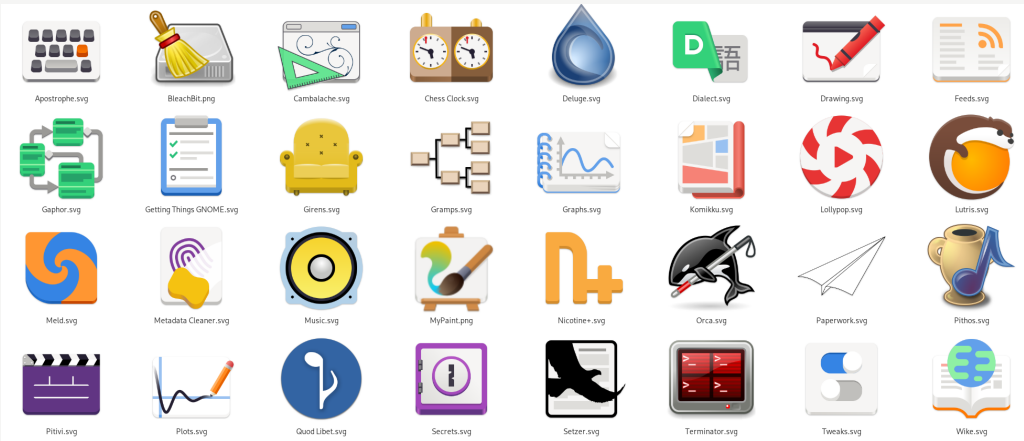 Apostrophe.svg
BleachBit.png
Cambalache.svg
Chess Clock.svg
Deluge.svg
D 語
Dialect.svg
Drawing.svg
Feeds.svg
Gaphor.svg
Getting Things GNOME.svg
Girens.svg
Gramps.svg
Graphs.svg
Komikku.svg
Lollypop.svg
Lutris.svg
Meld.svg
Metadata Cleaner.svg
Music.svg
MyPaint.png
n+
Nicotine+.svg
Orca.svg
Paperwork.svg
Pithos.svg
Pitivi.svg
Plots.svg
Quod Libet.svg
Secrets.svg
Setzer.svg
>_ >_
>_ >_
Terminator.svg
Tweaks.svg
Wike.svg